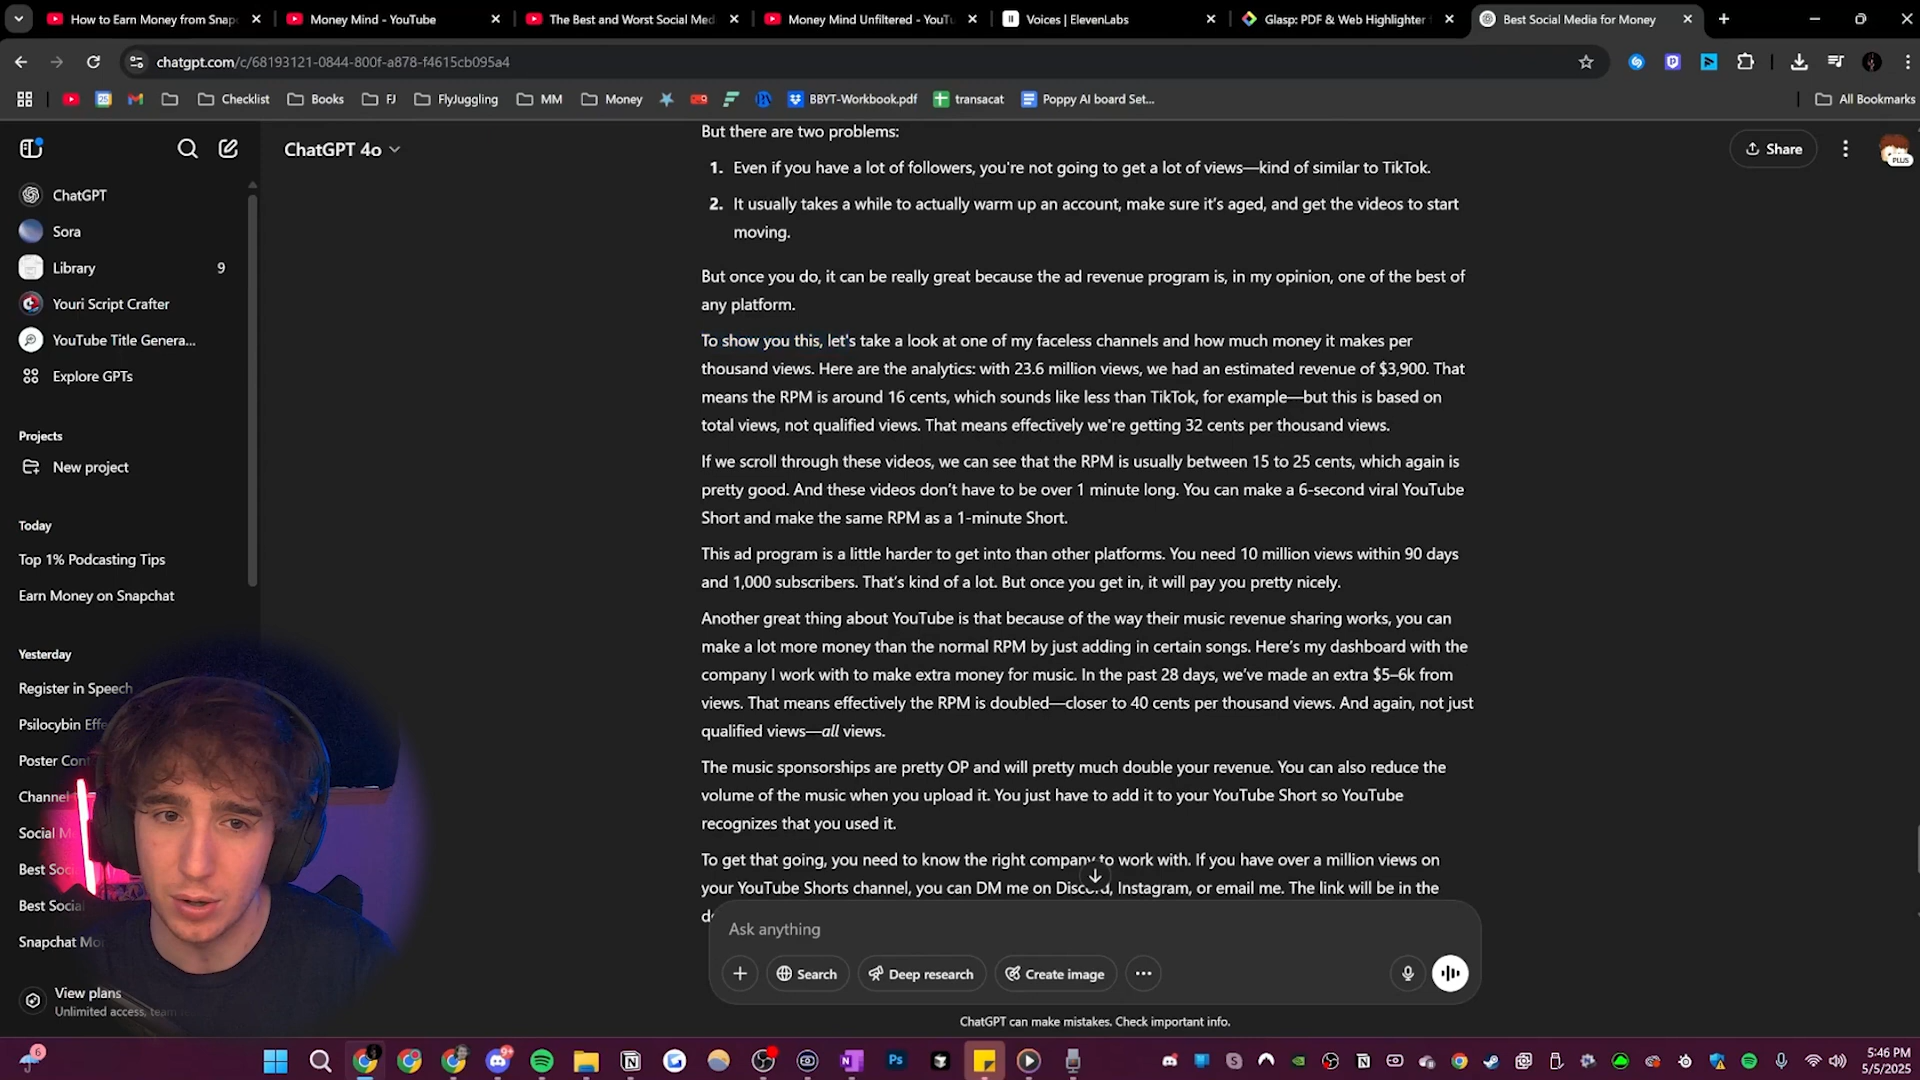 How to Earn Money from Snap
Money Mind - YouTube
The Best and Worst Social Med
Money Mind Unfiltered - YouTu
Voices | ElevenLabs
Glasp: PDF & Web Highlighter
Best Social Media for Money
chatgpt.com/c/68193121-0844-800f-a878-f4615cb095a4
Checklist
Books
FJ
FlyJuggling
MM
Money
BBYT-Workbook.pdf
transacat
Poppy AI board Set...
All Bookmarks
ChatGPT 4o
Share
PLUS
ChatGPT
Sora
Library 9
Youri Script Crafter
YouTube Title Genera...
Explore GPTs
Projects
New project
Today
Top 1% Podcasting Tips
Earn Money on Snapchat
Yesterday
Register in Speech
Psilocybin Effe
Poster Con
Channel
Social M
Best Soc
Best Social
Snapchat Mo
View plans
Unlimited access, team
But there are two problems:
1. Even if you have a lot of followers, you're not going to get a lot of views—kind of similar to TikTok.
2. It usually takes a while to actually warm up an account, make sure it's aged, and get the videos to start
moving.
But once you do, it can be really great because the ad revenue program is, in my opinion, one of the best of
any platform.
To show you this, let's take a look at one of my faceless channels and how much money it makes per
thousand views. Here are the analytics: with 23.6 million views, we had an estimated revenue of $3,900. That
means the RPM is around 16 cents, which sounds like less than TikTok, for example—but this is based on
total views, not qualified views. That means effectively we're getting 32 cents per thousand views.
If we scroll through these videos, we can see that the RPM is usually between 15 to 25 cents, which again is
pretty good. And these videos don't have to be over 1 minute long. You can make a 6-second viral YouTube
Short and make the same RPM as a 1-minute Short.
This ad program is a little harder to get into than other platforms. You need 10 million views within 90 days
and 1,000 subscribers. That's kind of a lot. But once you get in, it will pay you pretty nicely.
Another great thing about YouTube is that because of the way their music revenue sharing works, you can
make a lot more money than the normal RPM by just adding in certain songs. Here's my dashboard with the
company I work with to make extra money for music. In the past 28 days, we've made an extra $5–6k from
views. That means effectively the RPM is doubled—closer to 40 cents per thousand views. And again, not just
qualified views—all views.
The music sponsorships are pretty OP and will pretty much double your revenue. You can also reduce the
volume of the music when you upload it. You just have to add it to your YouTube Short so YouTube
recognizes that you used it.
To get that going, you need to know the right company to work with. If you have over a million views on
your YouTube Shorts channel, you can DM me on Discord, Instagram, or email me. The link will be in the
Ask anything
Search
Deep research
Create image
ChatGPT can make mistakes. Check important info.
5:46 PM
5/5/2025